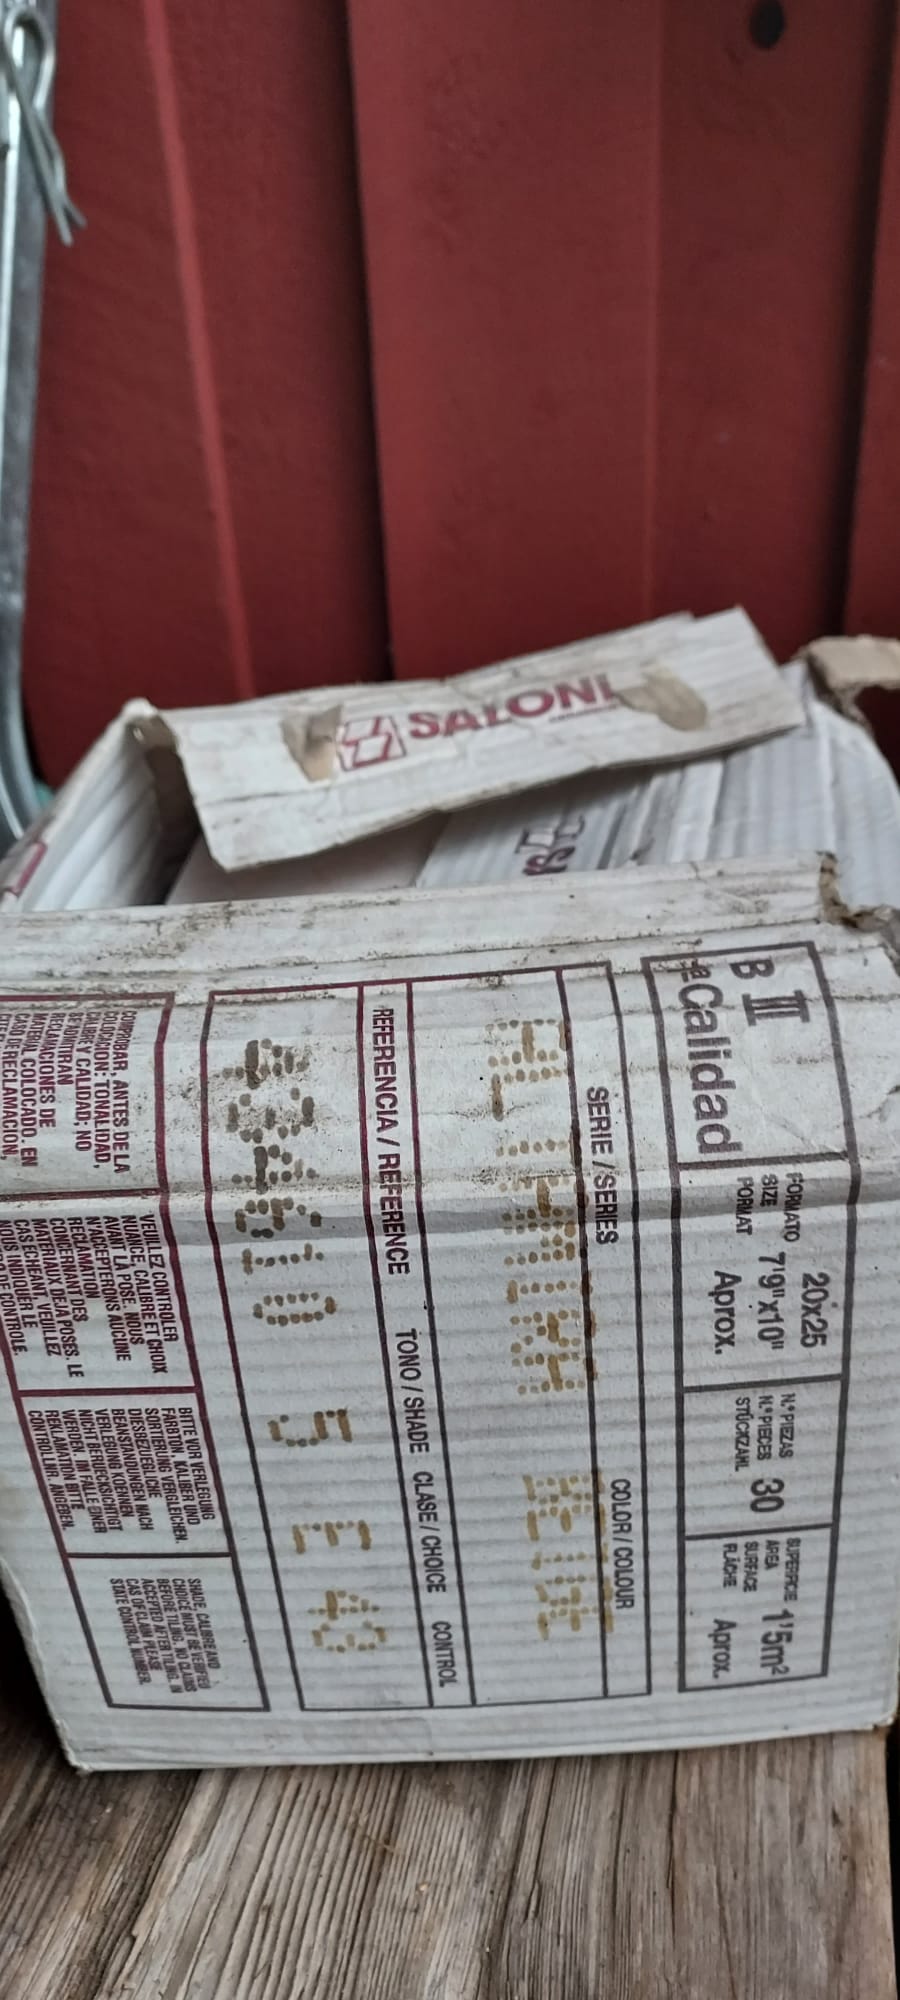 SALONI
B III
1ª Calidad
FORMATO
SIZE
FORMAT
20x25
7'9"x10"
Aprox.
N.º PIEZAS
N.º PIECES
STÜCKZAHL
30
SUPERFICIE
AREA
SURFACE
FLÄCHE
1'5m²
Aprox.
SERIE / SERIES
COLOR / COLOUR
REFERENCIA / REFERENCE
TONO / SHADE
CLASE / CHOICE
CONTROL
COMPROBAR, ANTES DE LA
COLOCACION: TONALIDAD,
CALIBRE Y CALIDAD; NO
SE ADMITIRAN
RECLAMACIONES DE
MATERIAL COLOCADO. EN
CASO DE RECLAMACION,
VEUILLEZ CONTROLER
NUANCE, CALIBRE ET CHOIX
AVANT LA POSE. NOUS
N'ACCEPTERONS AUCUNE
RECLAMATION
CONCERNANT DES
MATERIAUX DEJA POSES. LE
CAS ECHEANT, VEUILLEZ
NOUS INDIQUER LE
DE CONTROLE.
BITTE VOR VERLEGUNG
FARBTON, KALIBER UND
SORTIERUNG VERGLEICHEN.
DIESBEZUEGLICHE
BEANSTANDUNGEN NACH
VERLEGUNG KOENNEN
NICHT BERUECKSICHTIGT
WERDEN. IM FALLE EINER
REKLAMATION BITTE
CONTROLL.NR. ANGEBEN.
SHADE, CALIBRE AND
CHOICE MUST BE VERIFIED
BEFORE TILING. NO CLAIMS
ACCEPTED AFTER TILING. IN
CAS OF CLAIM PLEASE
STATE CONTROL NUMBER.